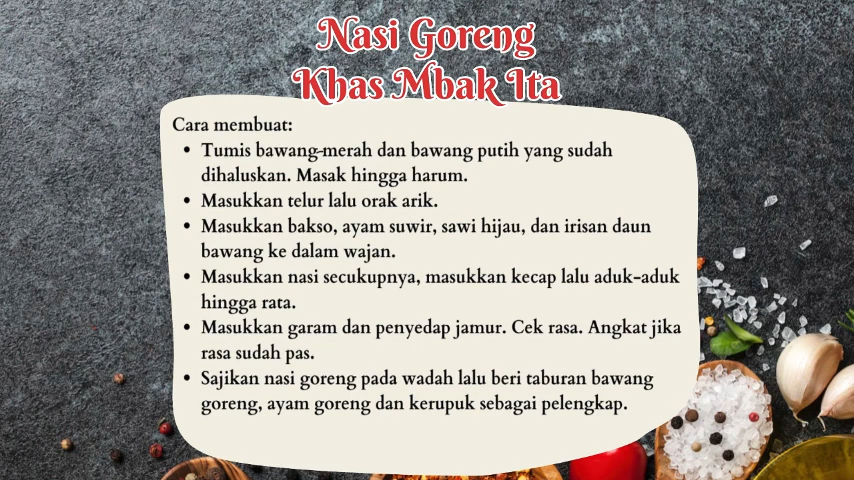 Nasi Goreng
Khas Mbak Ita
Cara membuat:
• Tumis bawang-merah dan bawang putih yang sudah
dihaluskan. Masak hingga harum.
• Masukkan telur lalu orak arik.
• Masukkan bakso, ayam suwir, sawi hijau, dan irisan daun
bawang ke dalam wajan.
• Masukkan nasi secukupnya, masukkan kecap lalu aduk-aduk
hingga rata.
• Masukkan garam dan penyedap jamur. Cek rasa. Angkat jika
rasa sudah pas.
• Sajikan nasi goreng pada wadah lalu beri taburan bawang
goreng, ayam goreng dan kerupuk sebagai pelengkap.